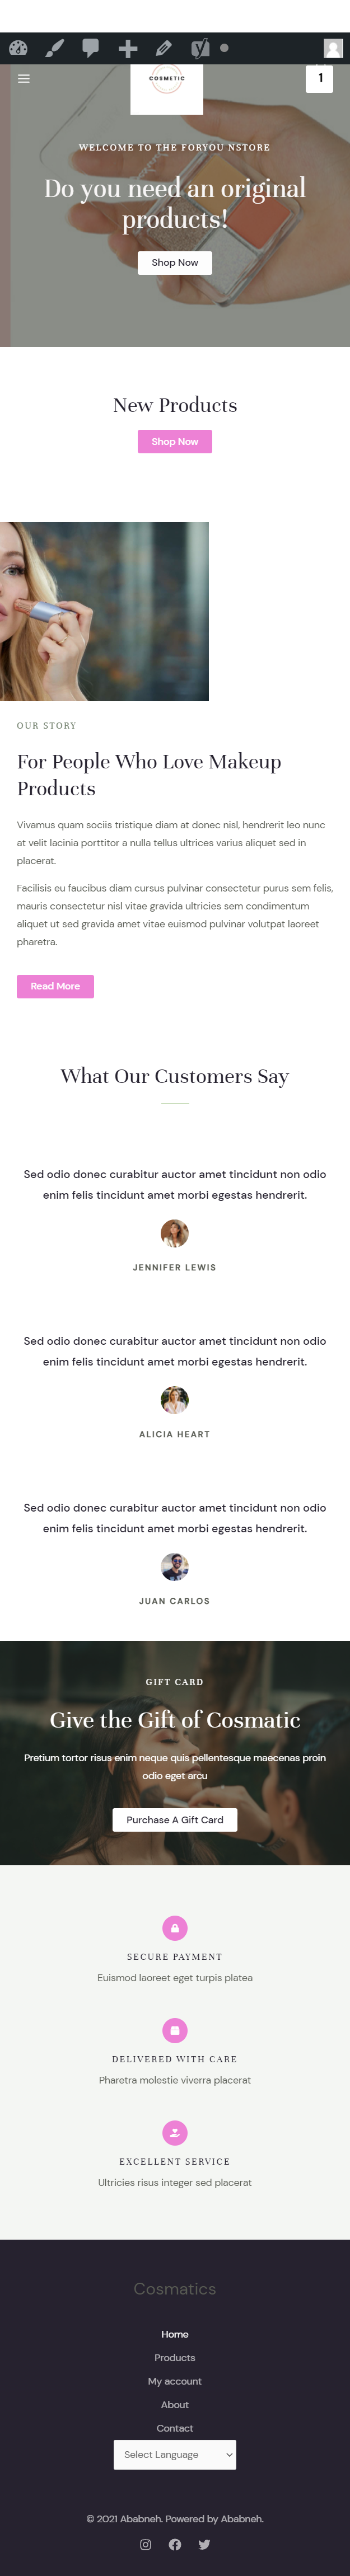 COSMETIC
1
WELCOME TO THE FORYOU NSTORE
Do you need an original
products!
Shop Now
New Products
Shop Now
OUR STORY
For People Who Love Makeup
Products
Vivamus quam sociis tristique diam at donec nisl, hendrerit leo nunc
at velit lacinia porttitor a nulla tellus ultrices varius aliquet sed in
placerat.
Facilisis eu faucibus diam cursus pulvinar consectetur purus sem felis,
mauris consectetur nisl vitae gravida ultricies sem condimentum
aliquet ut sed gravida amet vitae euismod pulvinar volutpat laoreet
pharetra.
Read More
What Our Customers Say
Sed odio donec curabitur auctor amet tincidunt non odio
enim felis tincidunt amet morbi egestas hendrerit.
JENNIFER LEWIS
Sed odio donec curabitur auctor amet tincidunt non odio
enim felis tincidunt amet morbi egestas hendrerit.
ALICIA HEART
Sed odio donec curabitur auctor amet tincidunt non odio
enim felis tincidunt amet morbi egestas hendrerit.
JUAN CARLOS
GIFT CARD
Give the Gift of Cosmatic
Pretium tortor risus enim neque quis pellentesque maecenas proin
odio eget arcu
Purchase A Gift Card
SECURE PAYMENT
Euismod laoreet eget turpis platea
DELIVERED WITH CARE
Pharetra molestie viverra placerat
EXCELLENT SERVICE
Ultricies risus integer sed placerat
Cosmatics
Home
Products
My account
About
Contact
Select Language
© 2021 Ababneh. Powered by Ababneh.